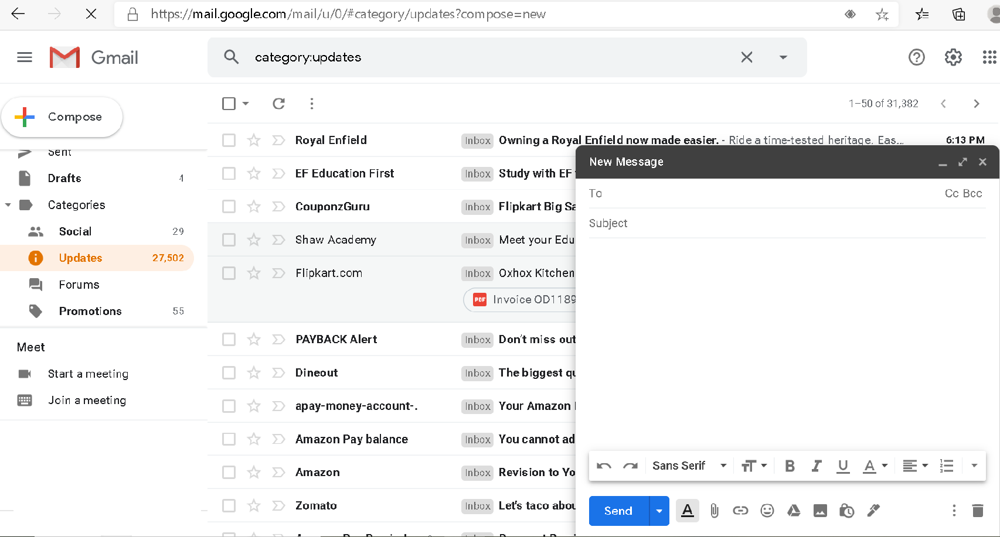 https://mail.google.com/mail/u/0/#category/updates?compose=new
Gmail
category:updates
Compose
1–50 of 31,382
Sent
Drafts 4
Categories
Social 29
Updates 27,502
Forums
Promotions 55
Meet
Start a meeting
Join a meeting
Royal Enfield Inbox Owning a Royal Enfield now made easier. - Ride a time-tested heritage. Eas... 6:13 PM
EF Education First Inbox Study with EF
CouponzGuru Inbox Flipkart Big Sa
Shaw Academy Inbox Meet your Edu
Flipkart.com Inbox Oxhox Kitchen
PDF Invoice OD1189
PAYBACK Alert Inbox Don't miss out
Dineout Inbox The biggest qu
apay-money-account-. Inbox Your Amazon
Amazon Pay balance Inbox You cannot ad
Amazon Inbox Revision to Yo
Zomato Inbox Let's taco abou
New Message
To Cc Bcc
Subject
Sans Serif
Send